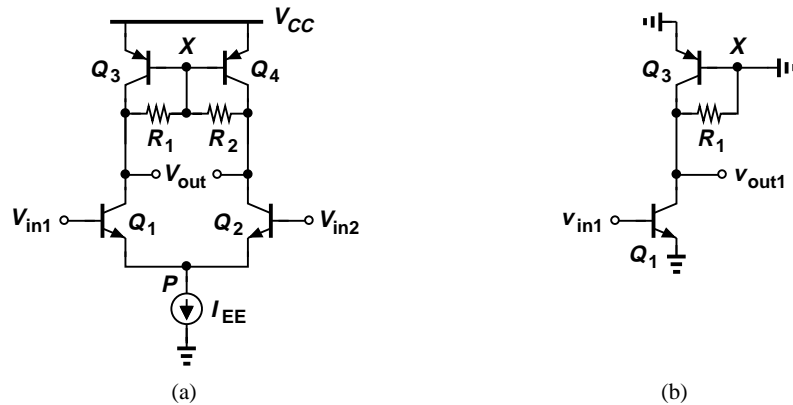 V_CC
X
Q_3
Q_4
R_1
R_2
V_out
V_in1
Q_1
Q_2
V_in2
P
I_EE
(a)
X
Q_3
R_1
v_out1
v_in1
Q_1
(b)